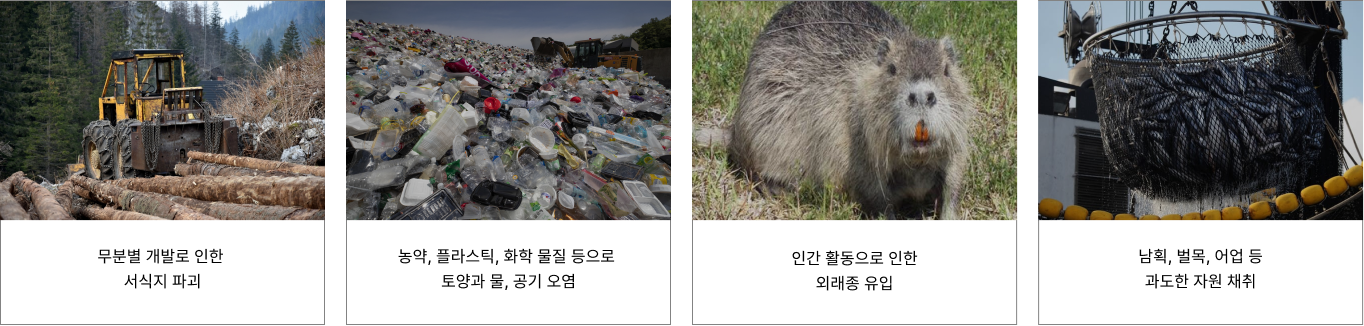 무분별 개발로 인한
서식지 파괴
농약, 플라스틱, 화학 물질 등으로
토양과 물, 공기 오염
인간 활동으로 인한
외래종 유입
남획, 벌목, 어업 등
과도한 자원 채취